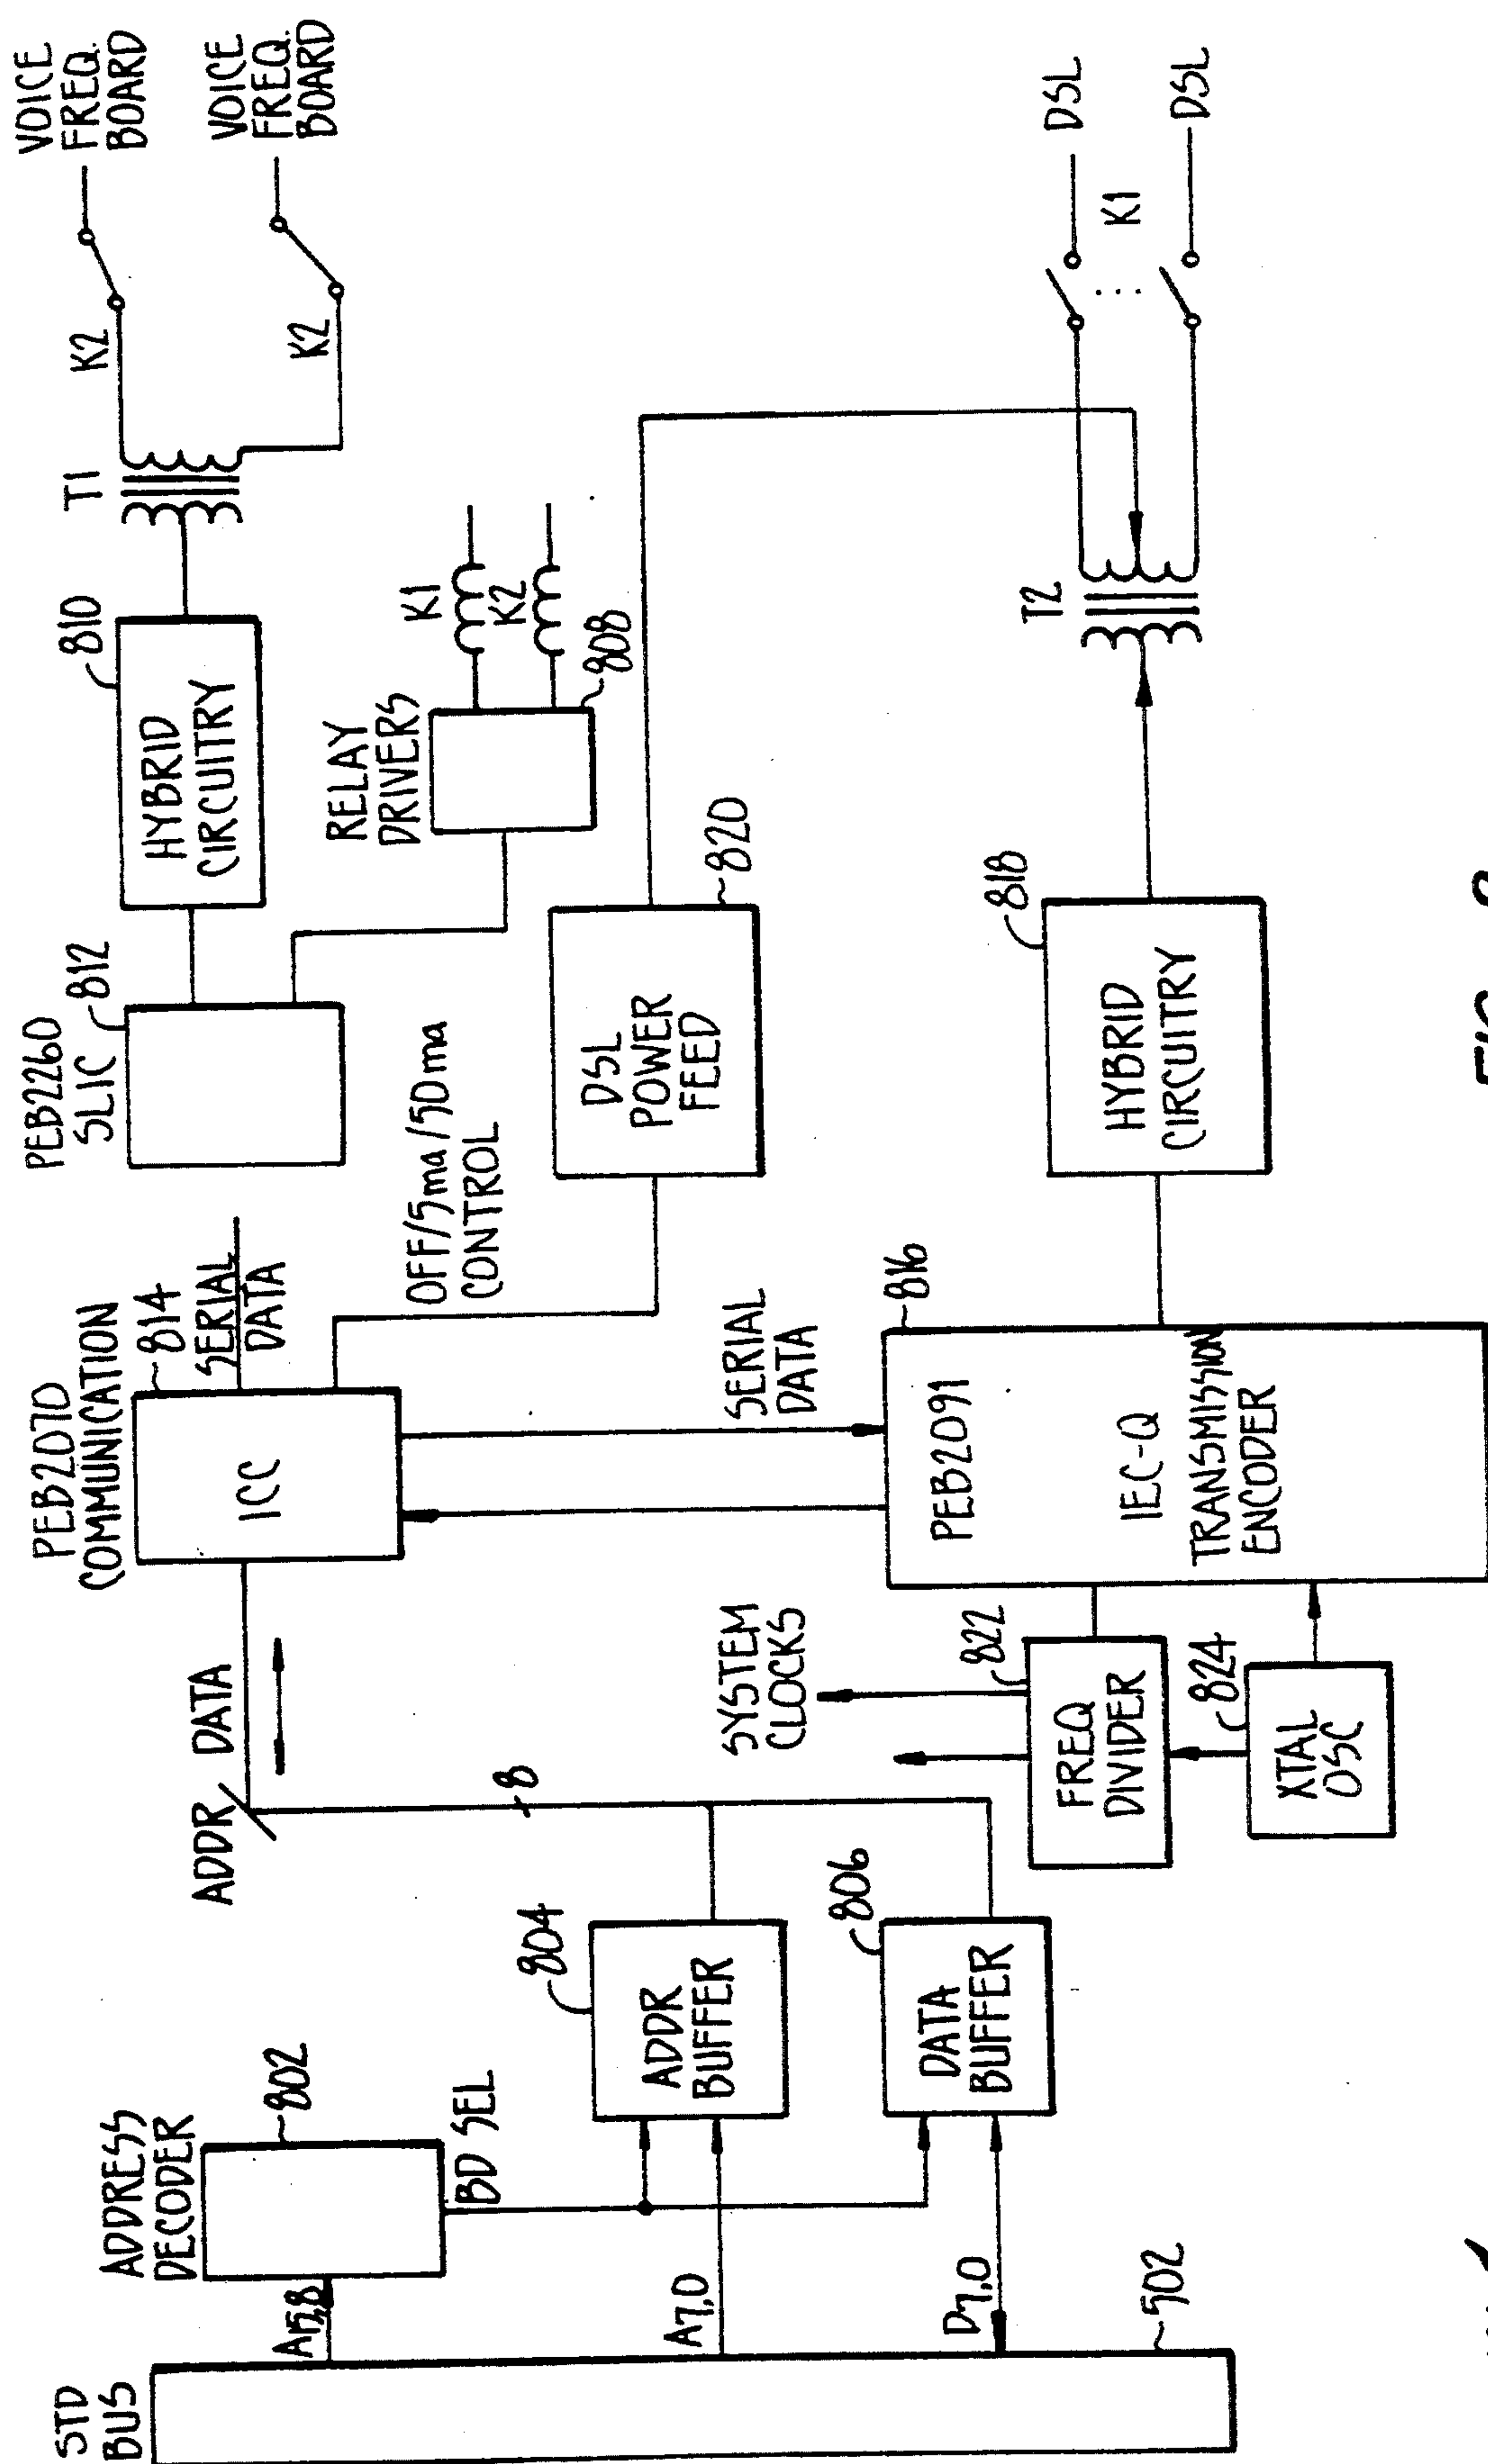 STD
BUS
502
A15,8
A7,0
D7,0
ADDRESS
DECODER
802
BD SEL
804
ADDR
BUFFER
806
DATA
BUFFER
ADDR
DATA
8
SYSTEM
CLOCKS
822
FREQ
DIVIDER
824
XTAL
OSC
PEB2070
COMMUNICATION
814
ICC
SERIAL
DATA
OFF/5ma/50ma
CONTROL
SERIAL
DATA
816
PEB2091
IEC-Q
TRANSMISSION
ENCODER
PEB2260
SLIC
812
810
HYBRID
CIRCUITRY
RELAY
DRIVERS
808
K1
K2
DSL
POWER
FEED
820
818
HYBRID
CIRCUITRY
T1
K2
K2
VOICE
FREQ.
BOARD
VOICE
FREQ.
BOARD
T2
K1
DSL
DSL